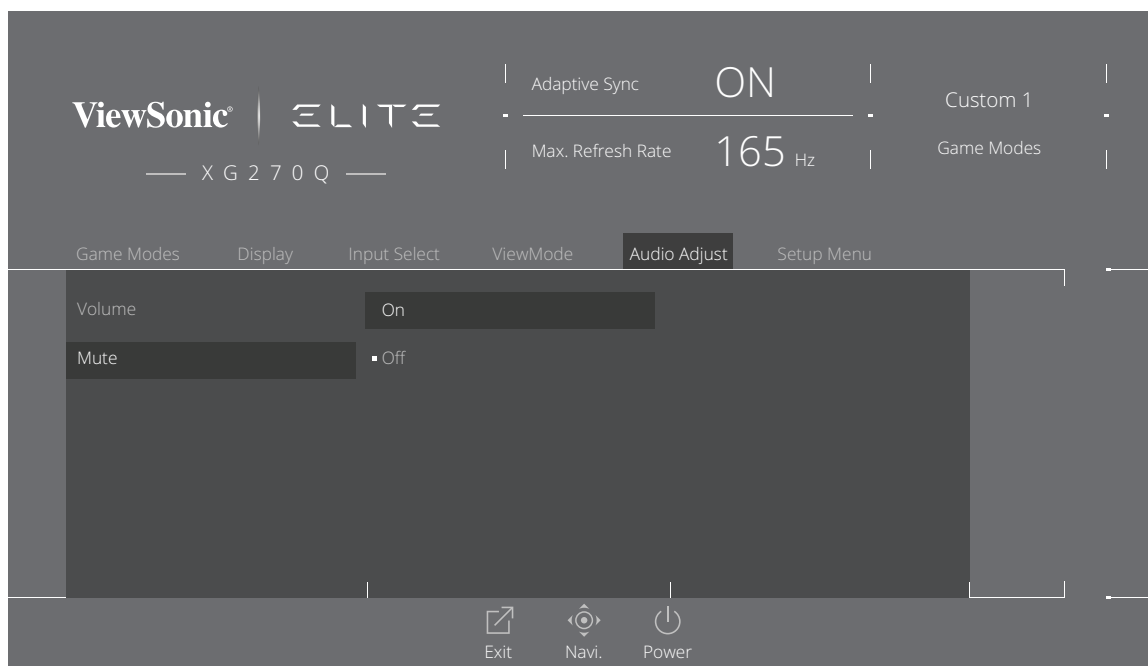 Adaptive Sync ON
ViewSonic® ELITE
Custom 1
Max. Refresh Rate 165 Hz
Game Modes
XG270Q
Game Modes Display Input Select ViewMode Audio Adjust Setup Menu
Volume On
Mute Off
Exit Navi. Power